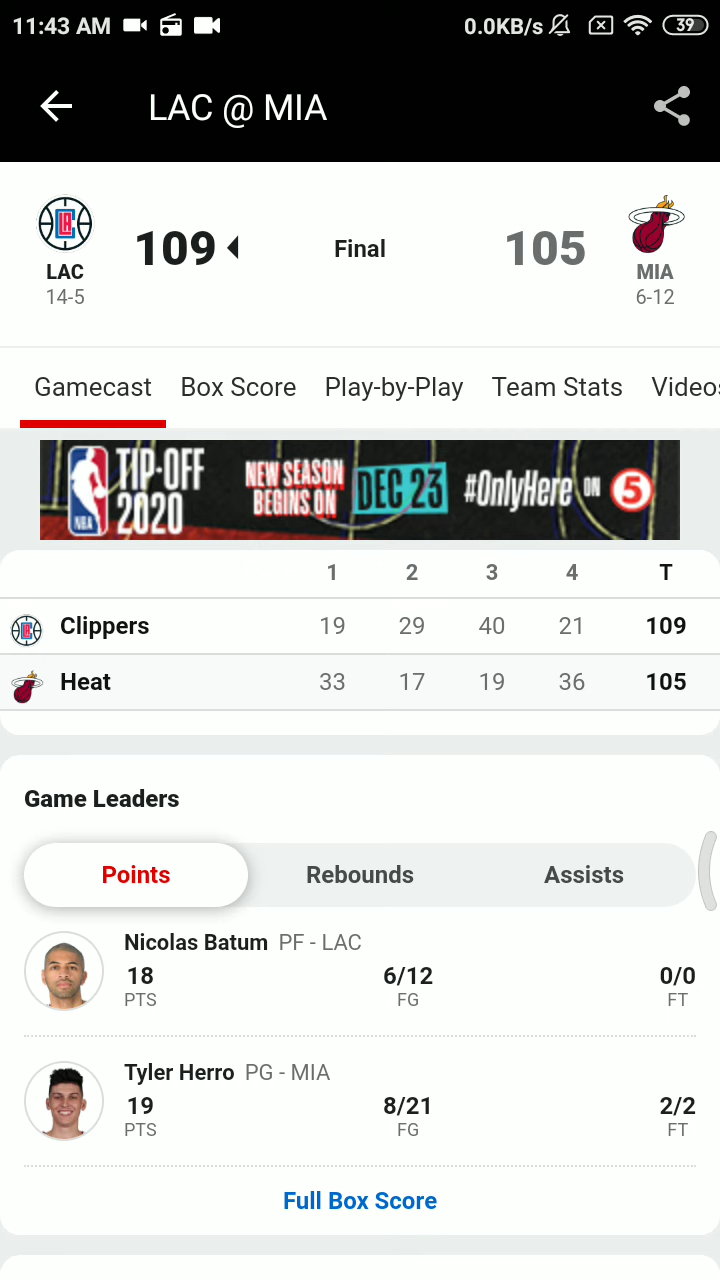 11:43 AM 0.0KB/s 39
LAC @ MIA
109 Final 105
LAC MIA
14-5 6-12
Gamecast Box Score Play-by-Play Team Stats Videos
NBA TIP-OFF 2020 NEW SEASON BEGINS ON DEC 23 #OnlyHere ON 5
1 2 3 4 T
Clippers 19 29 40 21 109
Heat 33 17 19 36 105
Game Leaders
Points Rebounds Assists
Nicolas Batum PF - LAC
18 6/12 0/0
PTS FG FT
Tyler Herro PG - MIA
19 8/21 2/2
PTS FG FT
Full Box Score